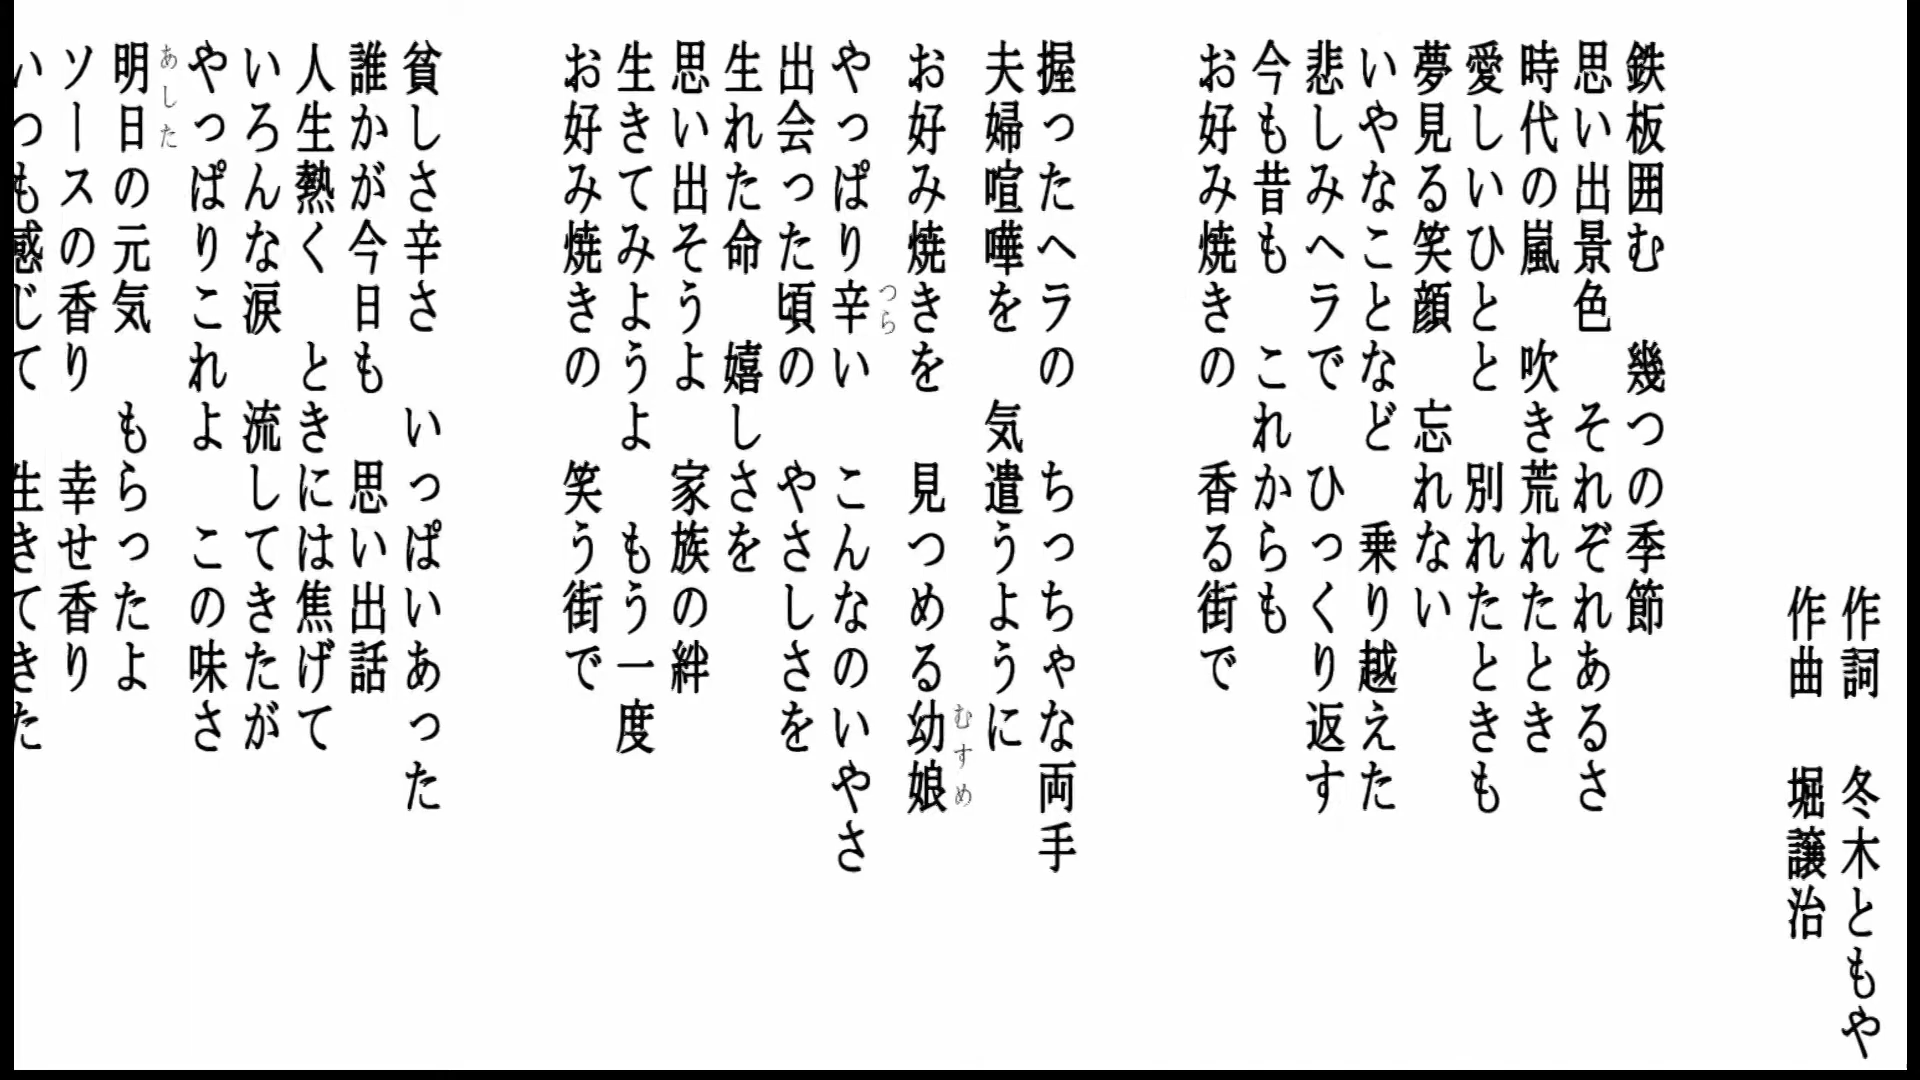 作詞　冬木ともや
作曲　堀譲治
鉄板囲む　幾つの季節
思い出景色　それぞれあるさ
時代の嵐　吹き荒れたとき
愛しいひとと　別れたときも
夢見る笑顔　忘れない
いやなことなど　乗り越えた
悲しみヘラで　ひっくり返す
今も昔も　これからも
お好み焼きの　香る街で
握ったヘラの　ちっちゃな両手
夫婦喧嘩を　気遣うように
お好み焼きを　見つめる幼娘
むすめ
やっぱり辛い　こんなのいやさ
つら
出会った頃の　やさしさを
生れた命　嬉しさを
思い出そうよ　家族の絆
生きてみようよ　もう一度
お好み焼きの　笑う街で
貧しさ辛さ　いっぱいあった
誰かが今日も　思い出話
人生熱く　ときには焦げて
いろんな涙　流してきたが
やっぱりこれよ　この味さ
明日の元気　もらったよ
あした
ソースの香り　幸せ香り
いつも感じて　生きてきた